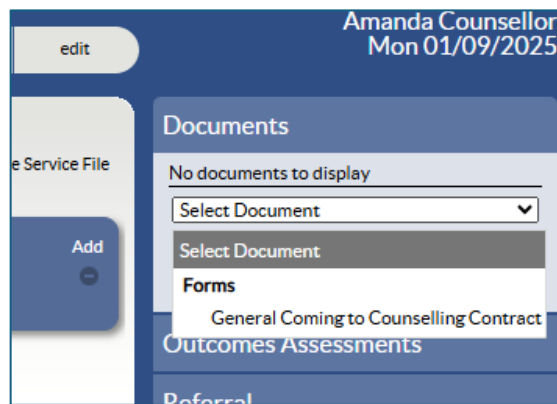 Amanda Counsellor
Mon 01/09/2025
edit
e Service File
Add
Documents
No documents to display
Select Document
Select Document
Forms
General Coming to Counselling Contract
Outcomes Assessments
Referral